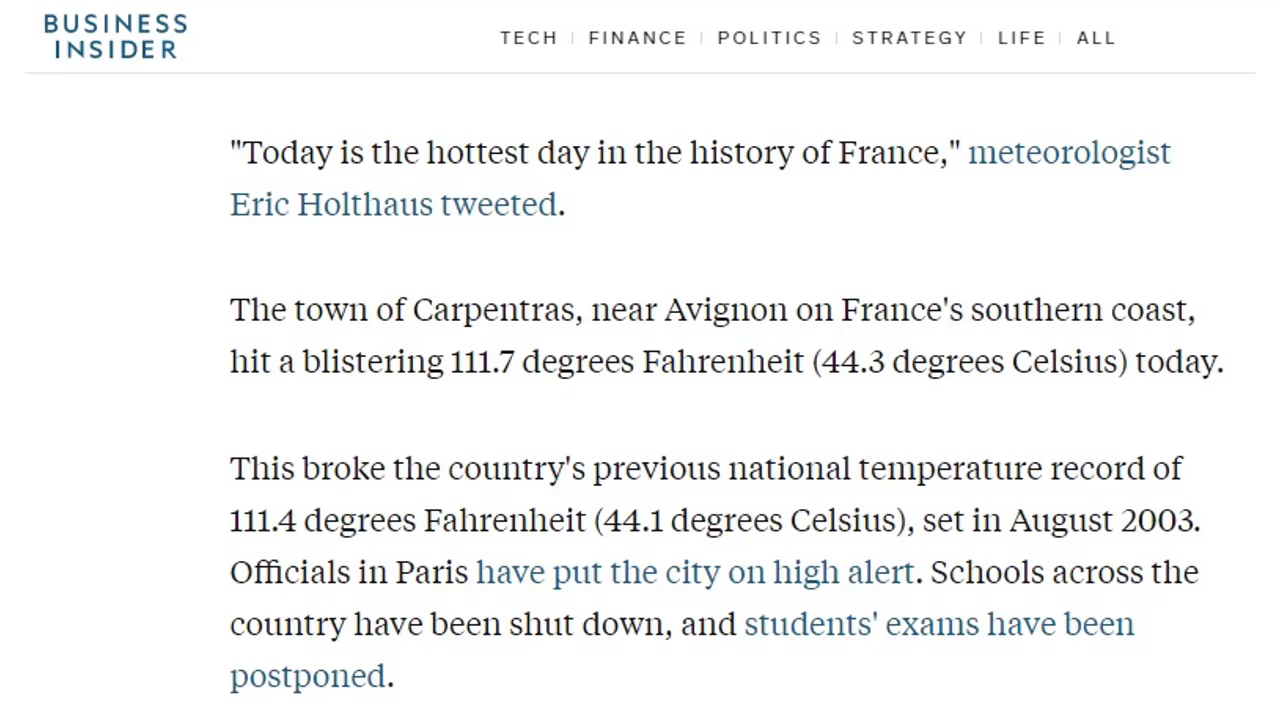 BUSINESS
INSIDER
TECH | FINANCE | POLITICS | STRATEGY | LIFE | ALL
"Today is the hottest day in the history of France," meteorologist
Eric Holthaus tweeted.
The town of Carpentras, near Avignon on France's southern coast,
hit a blistering 111.7 degrees Fahrenheit (44.3 degrees Celsius) today.
This broke the country's previous national temperature record of
111.4 degrees Fahrenheit (44.1 degrees Celsius), set in August 2003.
Officials in Paris have put the city on high alert. Schools across the
country have been shut down, and students' exams have been
postponed.